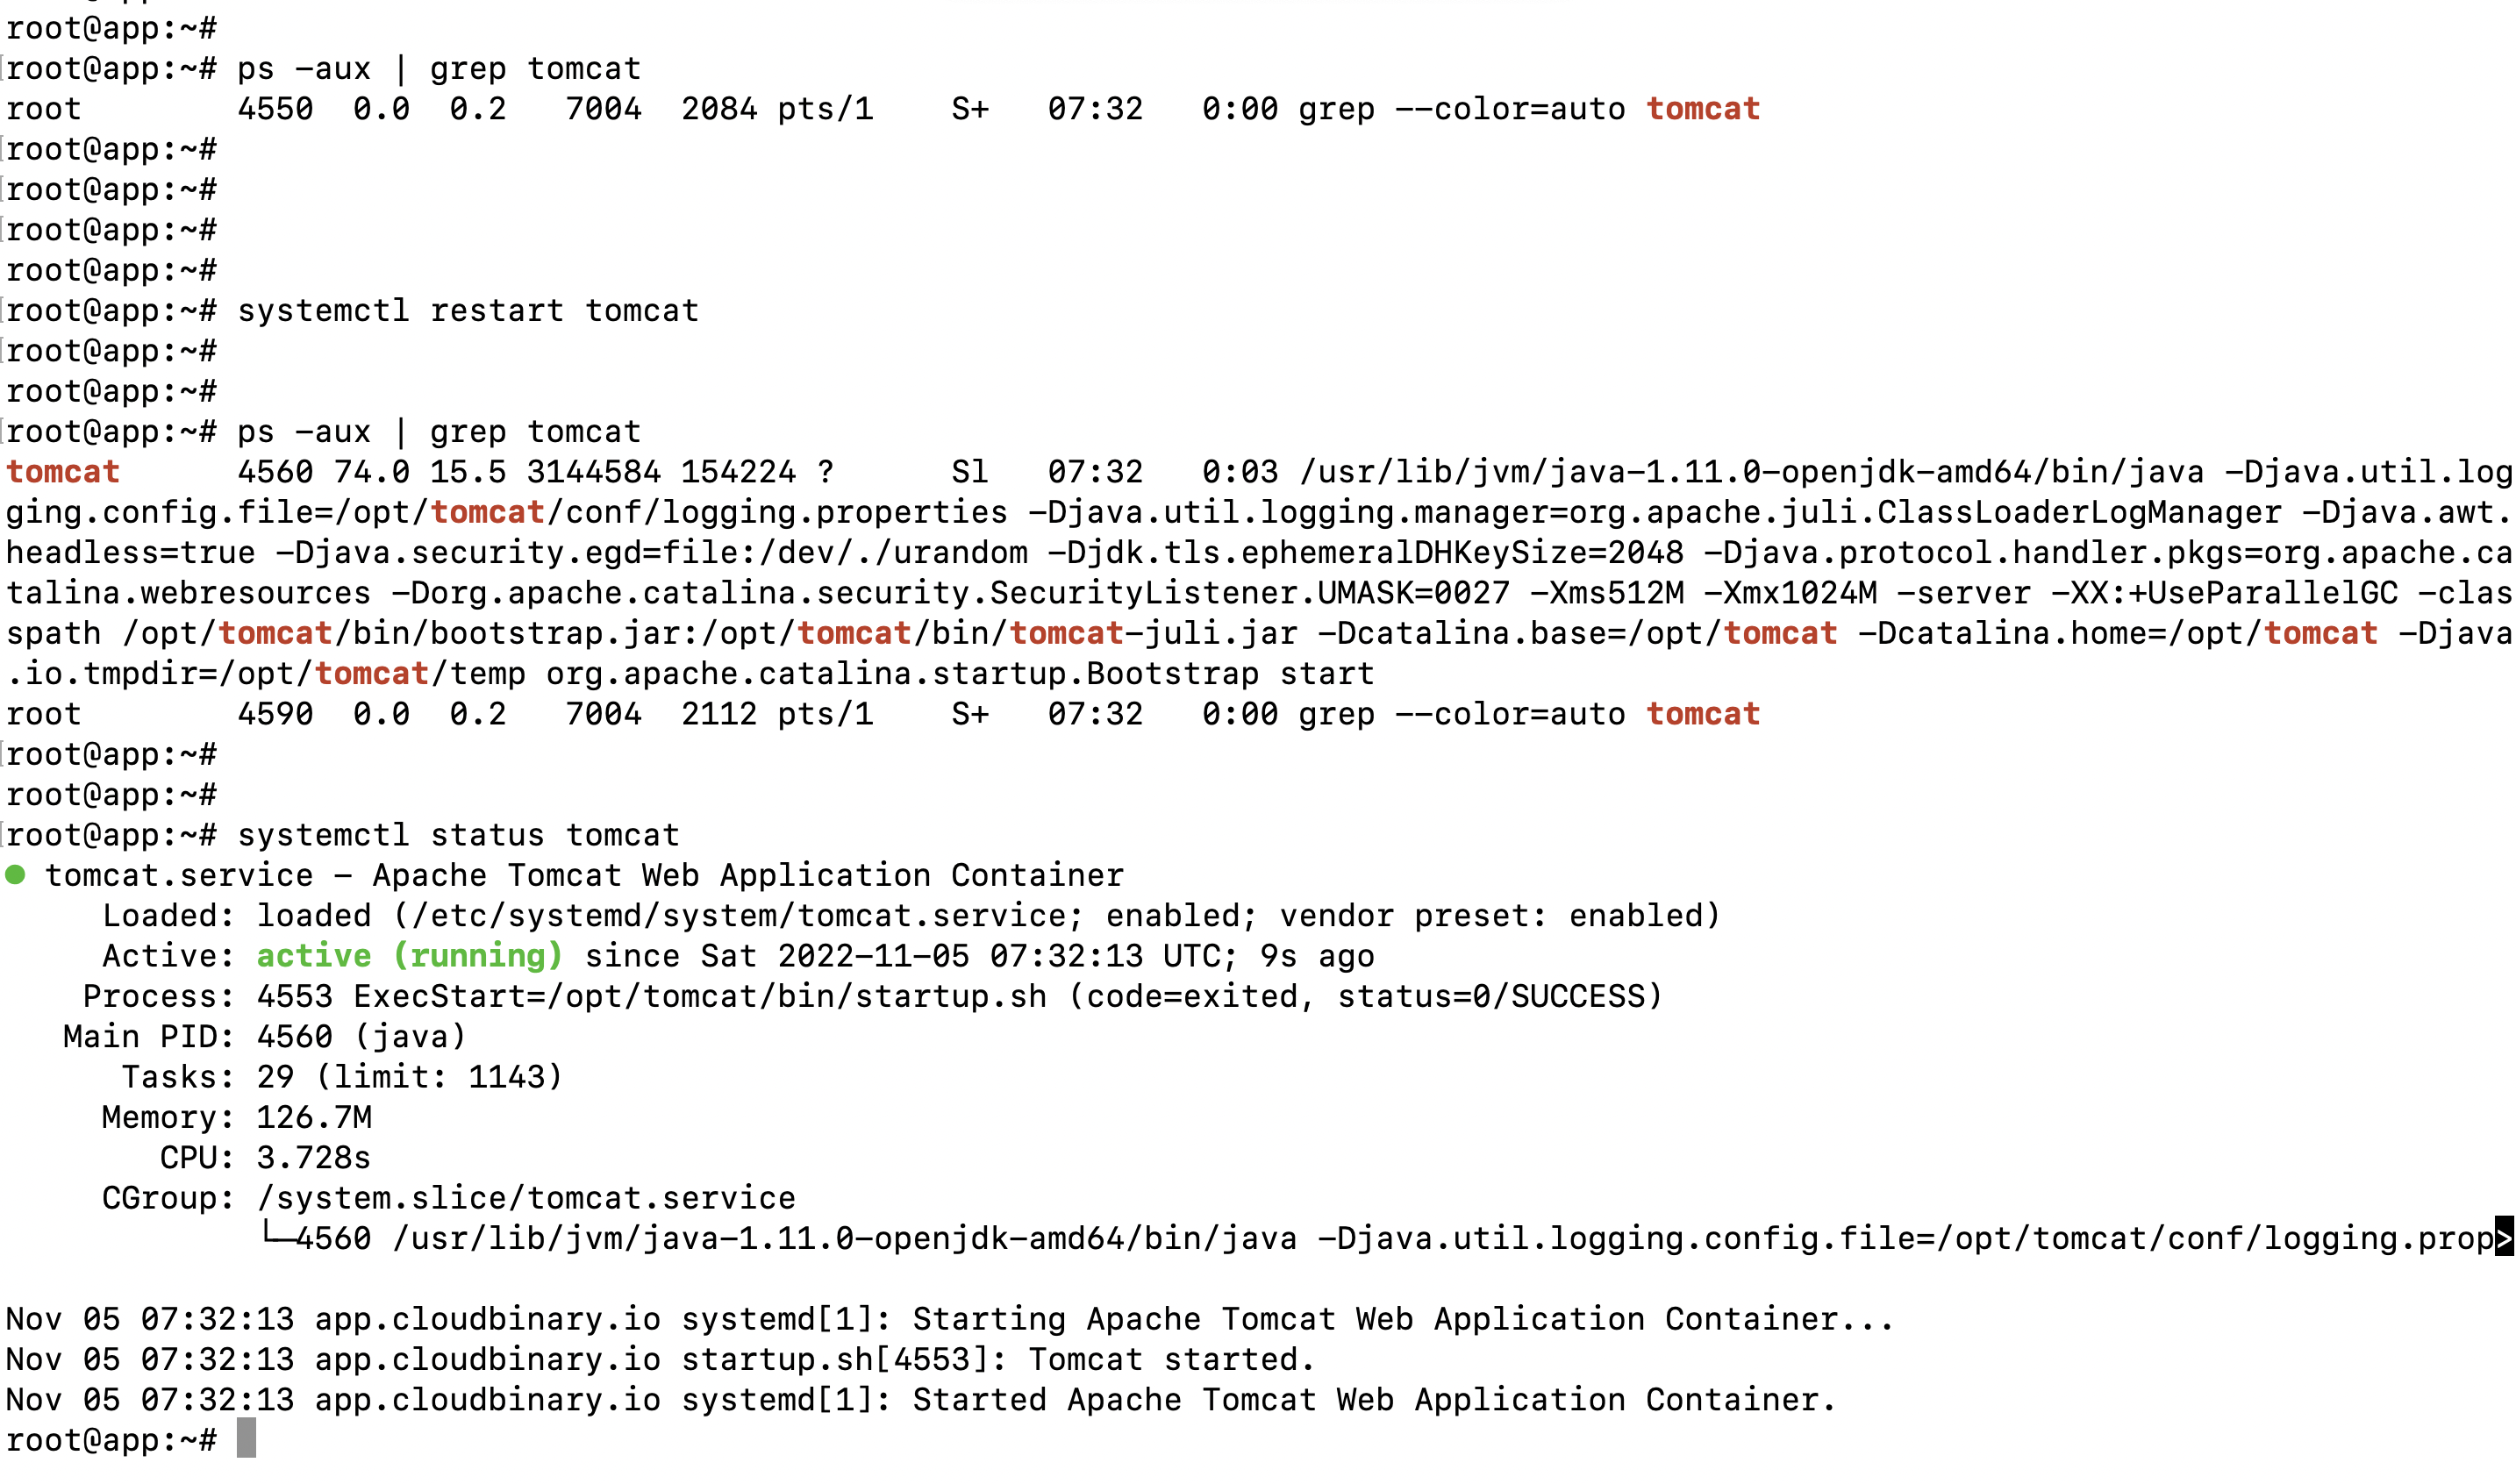 root@app:~#
root@app:~# ps -aux | grep tomcat
root        4550  0.0  0.2   7004  2084 pts/1    S+   07:32   0:00 grep --color=auto tomcat
root@app:~#
root@app:~#
root@app:~#
root@app:~#
root@app:~# systemctl restart tomcat
root@app:~#
root@app:~#
root@app:~# ps -aux | grep tomcat
tomcat      4560 74.0 15.5 3144584 154224 ?      Sl   07:32   0:03 /usr/lib/jvm/java-1.11.0-openjdk-amd64/bin/java -Djava.util.log
ging.config.file=/opt/tomcat/conf/logging.properties -Djava.util.logging.manager=org.apache.juli.ClassLoaderLogManager -Djava.awt.
headless=true -Djava.security.egd=file:/dev/./urandom -Djdk.tls.ephemeralDHKeySize=2048 -Djava.protocol.handler.pkgs=org.apache.ca
talina.webresources -Dorg.apache.catalina.security.SecurityListener.UMASK=0027 -Xms512M -Xmx1024M -server -XX:+UseParallelGC -clas
spath /opt/tomcat/bin/bootstrap.jar:/opt/tomcat/bin/tomcat-juli.jar -Dcatalina.base=/opt/tomcat -Dcatalina.home=/opt/tomcat -Djava
.io.tmpdir=/opt/tomcat/temp org.apache.catalina.startup.Bootstrap start
root        4590  0.0  0.2   7004  2112 pts/1    S+   07:32   0:00 grep --color=auto tomcat
root@app:~#
root@app:~#
root@app:~# systemctl status tomcat
● tomcat.service - Apache Tomcat Web Application Container
     Loaded: loaded (/etc/systemd/system/tomcat.service; enabled; vendor preset: enabled)
     Active: active (running) since Sat 2022-11-05 07:32:13 UTC; 9s ago
    Process: 4553 ExecStart=/opt/tomcat/bin/startup.sh (code=exited, status=0/SUCCESS)
   Main PID: 4560 (java)
      Tasks: 29 (limit: 1143)
     Memory: 126.7M
        CPU: 3.728s
     CGroup: /system.slice/tomcat.service
             └─4560 /usr/lib/jvm/java-1.11.0-openjdk-amd64/bin/java -Djava.util.logging.config.file=/opt/tomcat/conf/logging.prop>

Nov 05 07:32:13 app.cloudbinary.io systemd[1]: Starting Apache Tomcat Web Application Container...
Nov 05 07:32:13 app.cloudbinary.io startup.sh[4553]: Tomcat started.
Nov 05 07:32:13 app.cloudbinary.io systemd[1]: Started Apache Tomcat Web Application Container.
root@app:~#